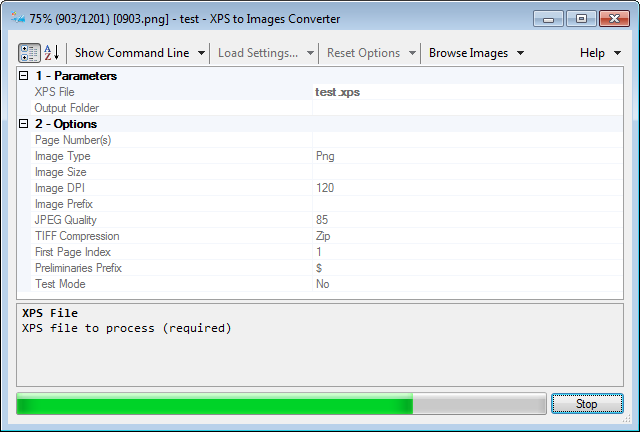 75% (903/1201) [0903.png] - test - XPS to Images Converter
Show Command Line Load Settings... Reset Options Browse Images Help
1 - Parameters
XPS File test.xps
Output Folder
2 - Options
Page Number(s)
Image Type Png
Image Size
Image DPI 120
Image Prefix
JPEG Quality 85
TIFF Compression Zip
First Page Index 1
Preliminaries Prefix $
Test Mode No
XPS File
XPS file to process (required)
Stop